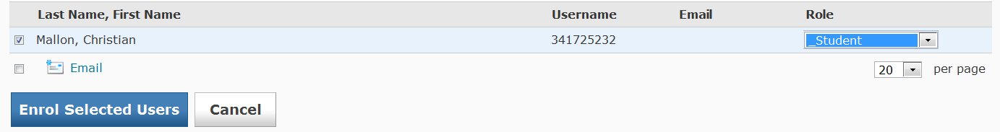 Last Name, First Name Username Email Role
Mallon, Christian 341725232 _Student
Email 20 per page
Enrol Selected Users Cancel